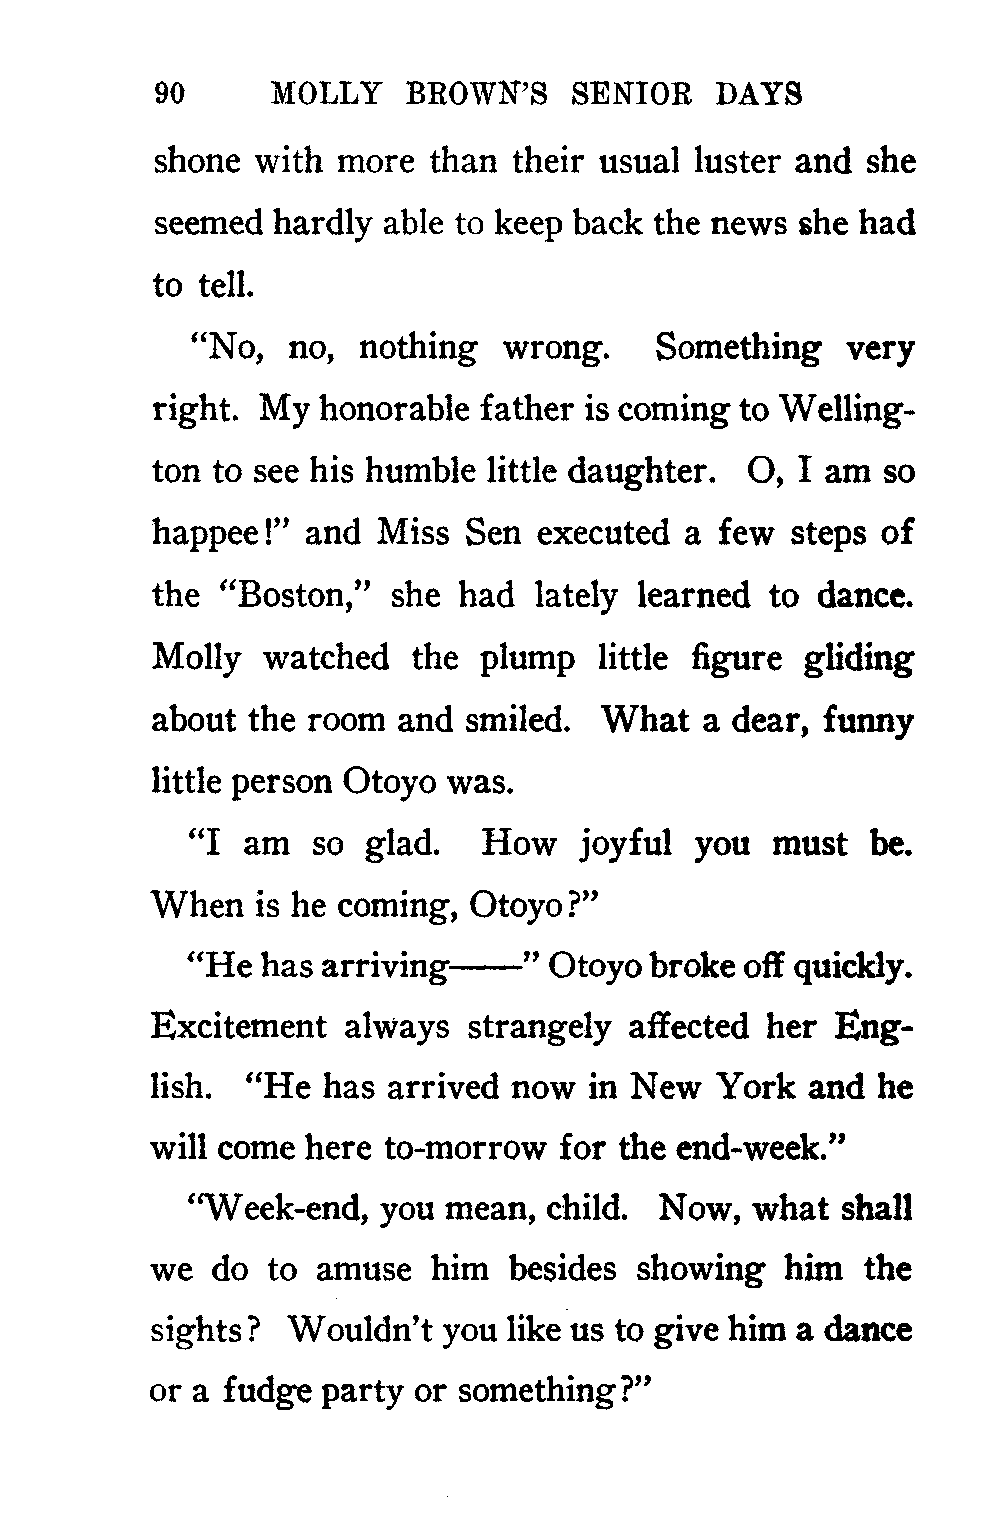 90 MOLLY BROWN'S SENIOR DAYS
shone with more than their usual luster and she
seemed hardly able to keep back the news she had
to tell.
“No, no, nothing wrong. Something very
right. My honorable father is coming to Welling-
ton to see his humble little daughter. O, I am so
happee!” and Miss Sen executed a few steps of
the “Boston,” she had lately learned to dance.
Molly watched the plump little figure gliding
about the room and smiled. What a dear, funny
little person Otoyo was.
“I am so glad. How joyful you must be.
When is he coming, Otoyo?”
“He has arriving——” Otoyo broke off quickly.
Excitement always strangely affected her Eng-
lish. “He has arrived now in New York and he
will come here to-morrow for the end-week.”
“Week-end, you mean, child. Now, what shall
we do to amuse him besides showing him the
sights? Wouldn't you like us to give him a dance
or a fudge party or something?”